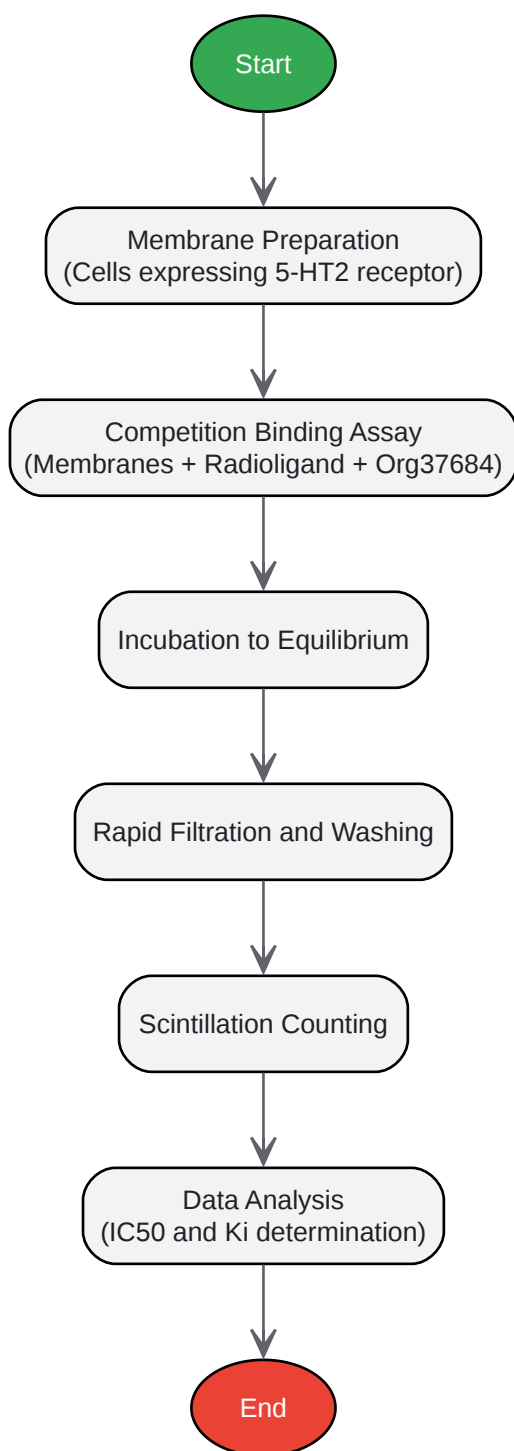 Start
Membrane Preparation
(Cells expressing 5-HT2 receptor)
Competition Binding Assay
(Membranes + Radioligand + Org37684)
Incubation to Equilibrium
Rapid Filtration and Washing
Scintillation Counting
Data Analysis
(IC50 and Ki determination)
End